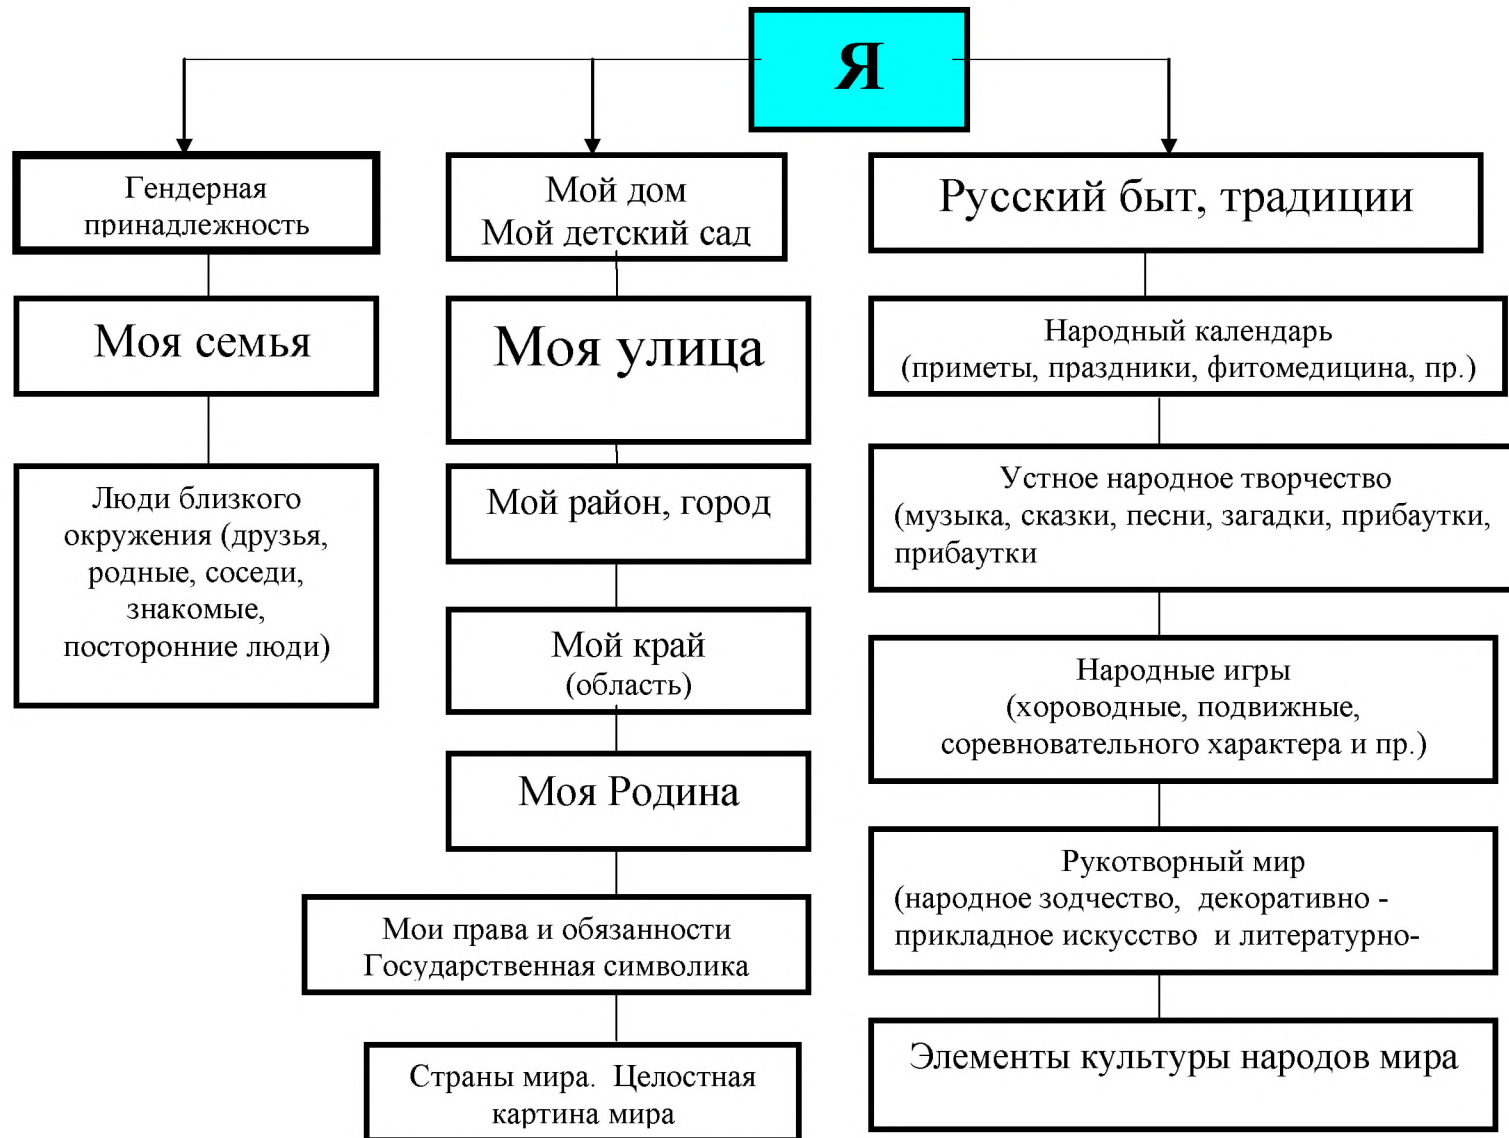 Я
Гендерная
принадлежность
Моя семья
Люди близкого
окружения (друзья,
родные, соседи,
знакомые,
посторонние люди)
Мой дом
Мой детский сад
Моя улица
Мой район, город
Мой край
(область)
Моя Родина
Мои права и обязанности
Государственная символика
Страны мира. Целостная
картина мира
Русский быт, традиции
Народный календарь
(приметы, праздники, фитомедицина, пр.)
Устное народное творчество
(музыка, сказки, песни, загадки, прибаутки,
прибаутки
Народные игры
(хороводные, подвижные,
соревновательного характера и пр.)
Рукотворный мир
(народное зодчество, декоративно -
прикладное искусство и литературно-
Элементы культуры народов мира